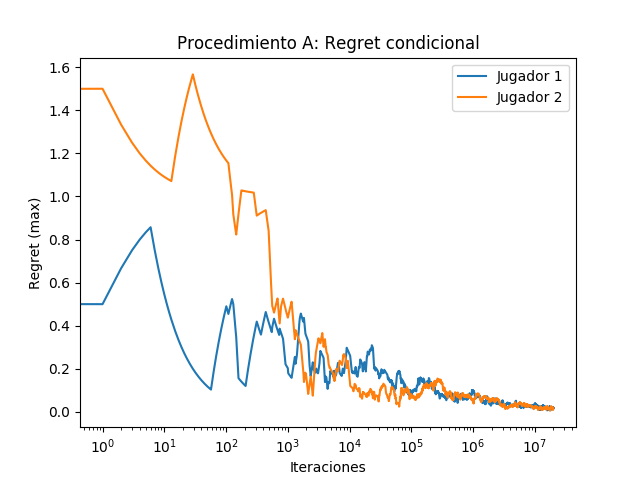 Procedimiento A: Regret condicional
Jugador 1
Jugador 2
Regret (max)
1.6
1.4
1.2
1.0
0.8
0.6
0.4
0.2
0.0
10^0 10^1 10^2 10^3 10^4 10^5 10^6 10^7
Iteraciones